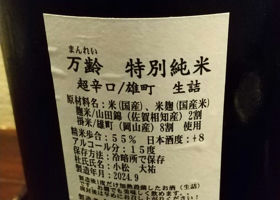 まんれい
万齢 特別純米
超辛口/雄町 生詰
原材料名:米(国産)、米麹(国産米)
麹米/山田錦(佐賀相知産)2割
掛米/雄町(岡山産)8割 使用
精米歩合:55% 日本酒度:+8
アルコール分:15度
保存方法:冷暗所で保存
杜氏氏名:小松 大祐
製造年月:2024.9